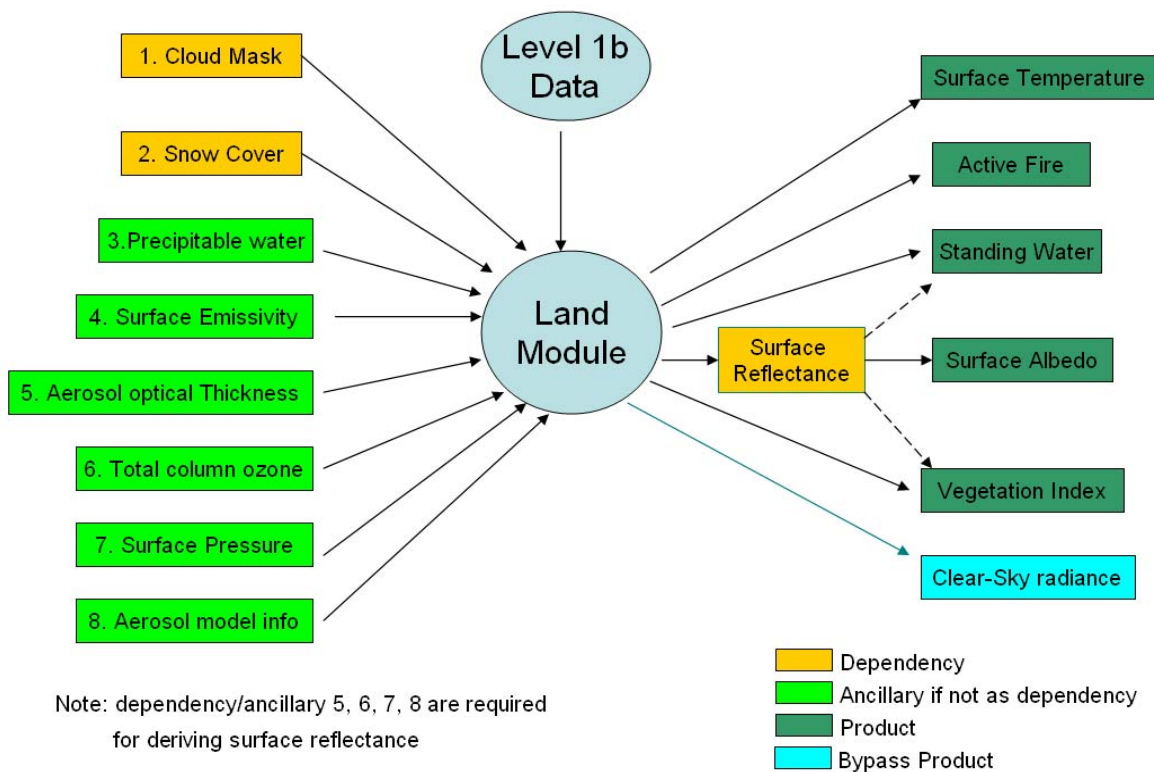 Level 1b
Data
1. Cloud Mask
2. Snow Cover
3.Precipitable water
4. Surface Emissivity
5. Aerosol optical Thickness
6. Total column ozone
7. Surface Pressure
8. Aerosol model info
Land
Module
Surface
Reflectance
Surface Temperature
Active Fire
Standing Water
Surface Albedo
Vegetation Index
Clear-Sky radiance
Note: dependency/ancillary 5, 6, 7, 8 are required
for deriving surface reflectance
Dependency
Ancillary if not as dependency
Product
Bypass Product